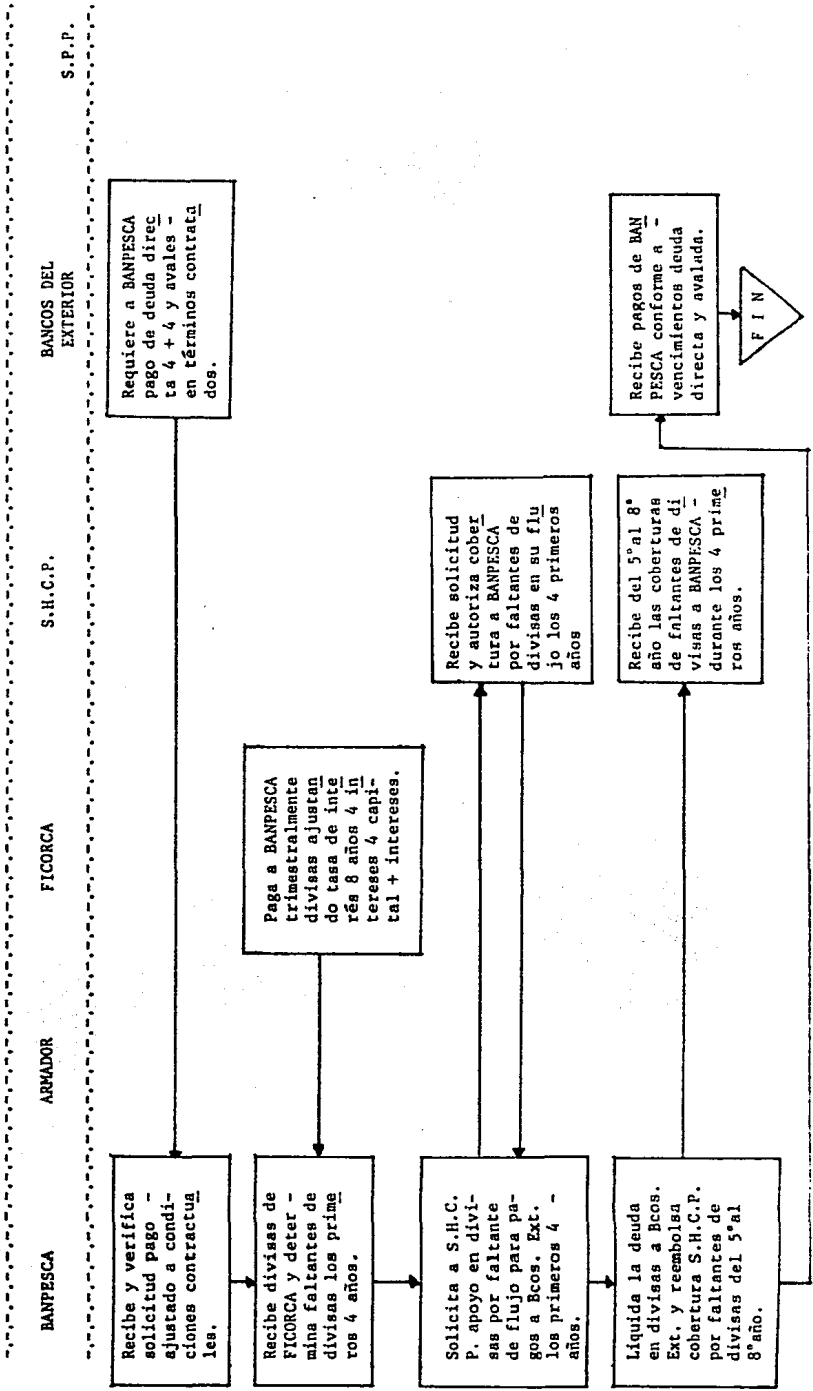 BANPESCA
ARMADOR
FICORCA
S.H.C.P.
BANCOS DEL
EXTERIOR
S.P.P.
Requiere a BANPESCA
pago de deuda direc
ta 4 + 4 y avales -
en términos contrata
dos.
Recibe y verifica
solicitud pago -
ajustado a condi-
ciones contractua
les.
Paga a BANPESCA
trimestralmente
divisas ajustan
do tasa de inte
rés 8 años 4 in
tereses 4 capi-
tal + intereses.
Recibe divisas de
FICORCA y deter -
mina faltantes de
divisas los prime
ros 4 años.
Solicita a S.H.C.
P. apoyo en divi-
sas por faltante
de flujo para pa-
gos a Bcos. Ext.
los primeros 4 -
años.
Recibe solicitud
y autoriza cober
tura a BANPESCA
por faltantes de
divisas en su flu
jo los 4 primeros
años
Liquida la deuda
en divisas a Bcos.
Ext. y reembolsa
cobertura S.H.C.P.
por faltantes de
divisas del 5°al
8°año.
Recibe del 5°al 8°
año las coberturas
de faltantes de di
visas a BANPESCA -
durante los 4 prime
ros años.
Recibe pagos de BAN
PESCA conforme a -
vencimientos deuda
directa y avalada.
F I N